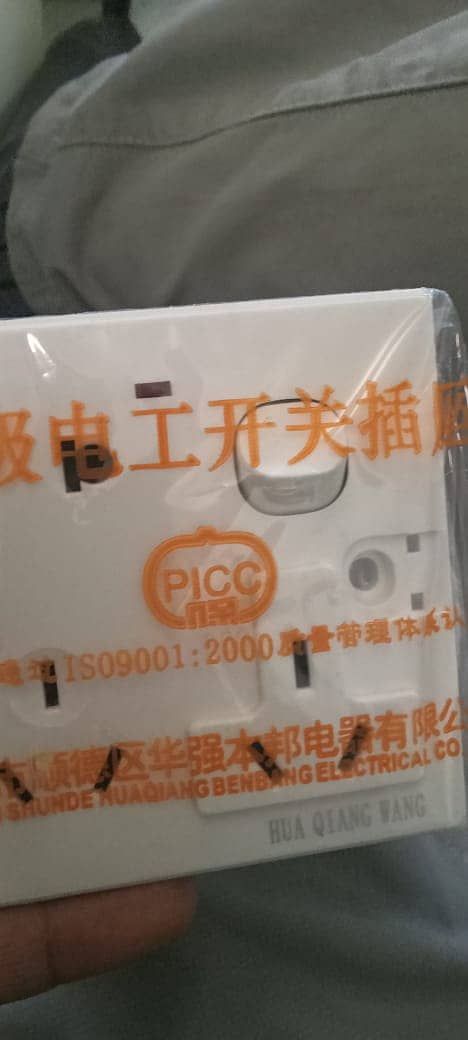 级电工开关插座
PICC
ISO9001:2000质量管理体系认
市顺德区华强本邦电器有限公
SHUNDE HUAQIANG BENBANG ELECTRICAL CO
HUA QIANG WANG